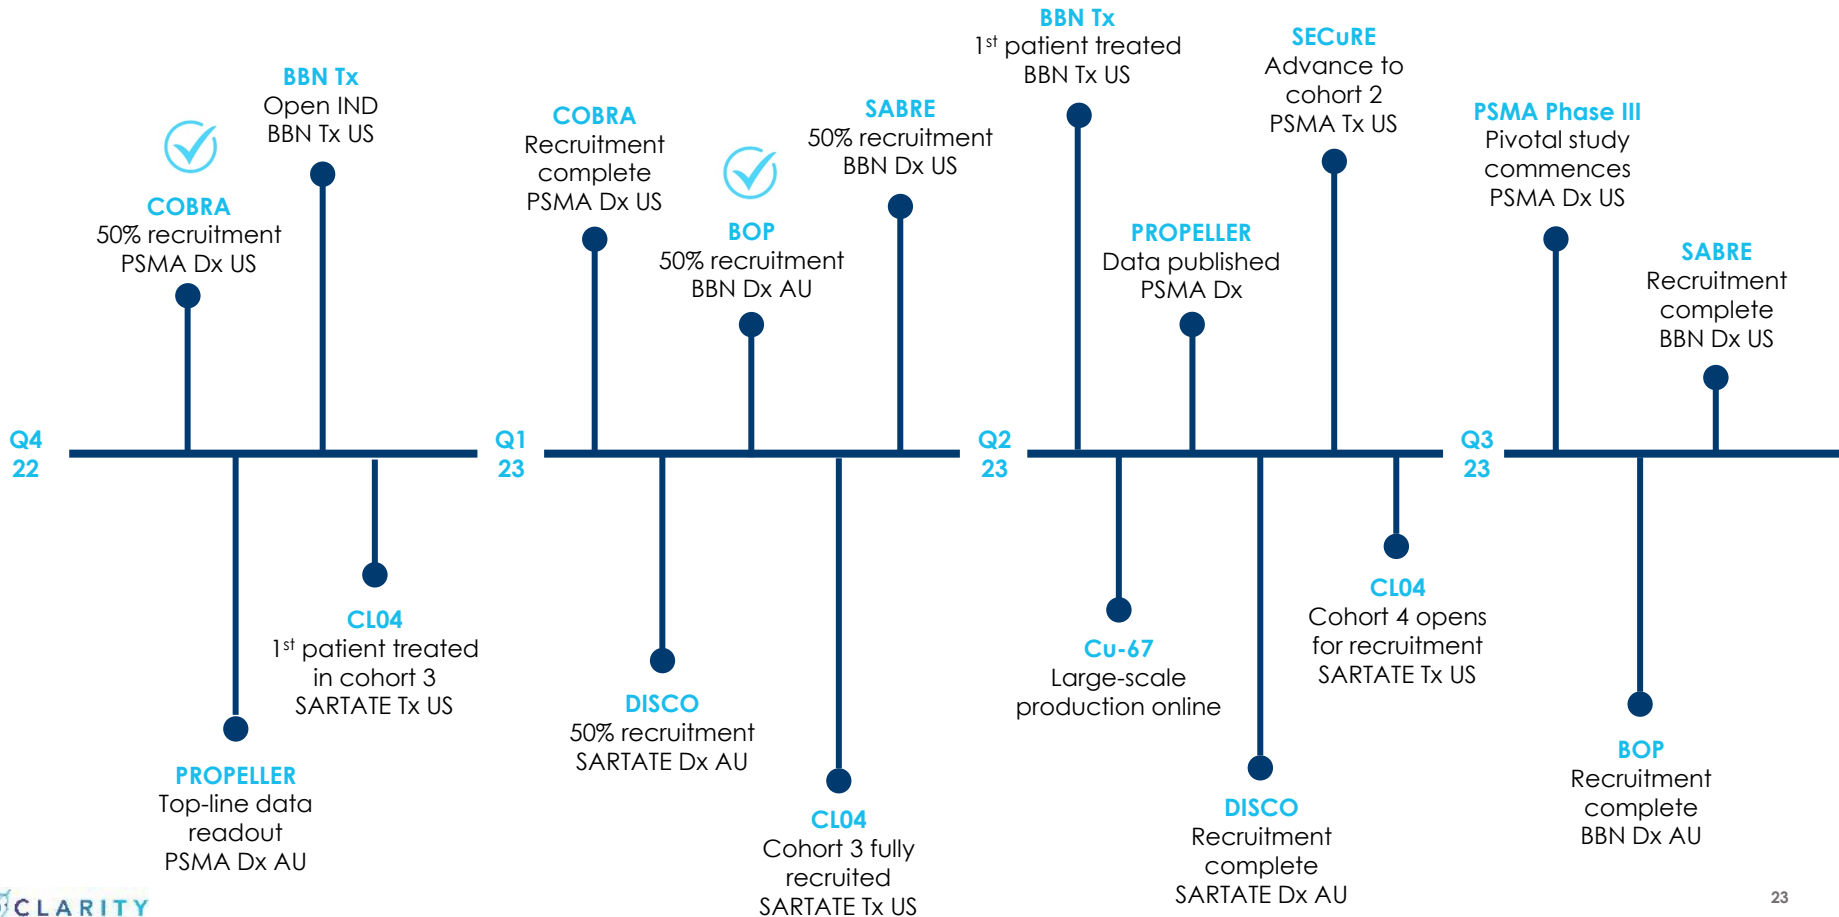 BBN Tx
Open IND
BBN Tx US
COBRA
50% recruitment
PSMA Dx US
COBRA
Recruitment
complete
PSMA Dx US
BOP
50% recruitment
BBN Dx AU
SABRE
50% recruitment
BBN Dx US
BBN Tx
1st patient treated
BBN Tx US
PROPELLER
Data published
PSMA Dx
SECuRE
Advance to
cohort 2
PSMA Tx US
PSMA Phase III
Pivotal study
commences
PSMA Dx US
SABRE
Recruitment
complete
BBN Dx US
Q4
22
Q1
23
Q2
23
Q3
23
PROPELLER
Top-line data
readout
PSMA Dx AU
CL04
1st patient treated
in cohort 3
SARTATE Tx US
DISCO
50% recruitment
SARTATE Dx AU
CL04
Cohort 3 fully
recruited
SARTATE Tx US
Cu-67
Large-scale
production online
DISCO
Recruitment
complete
SARTATE Dx AU
CL04
Cohort 4 opens
for recruitment
SARTATE Tx US
BOP
Recruitment
complete
BBN Dx AU
CLARITY
23